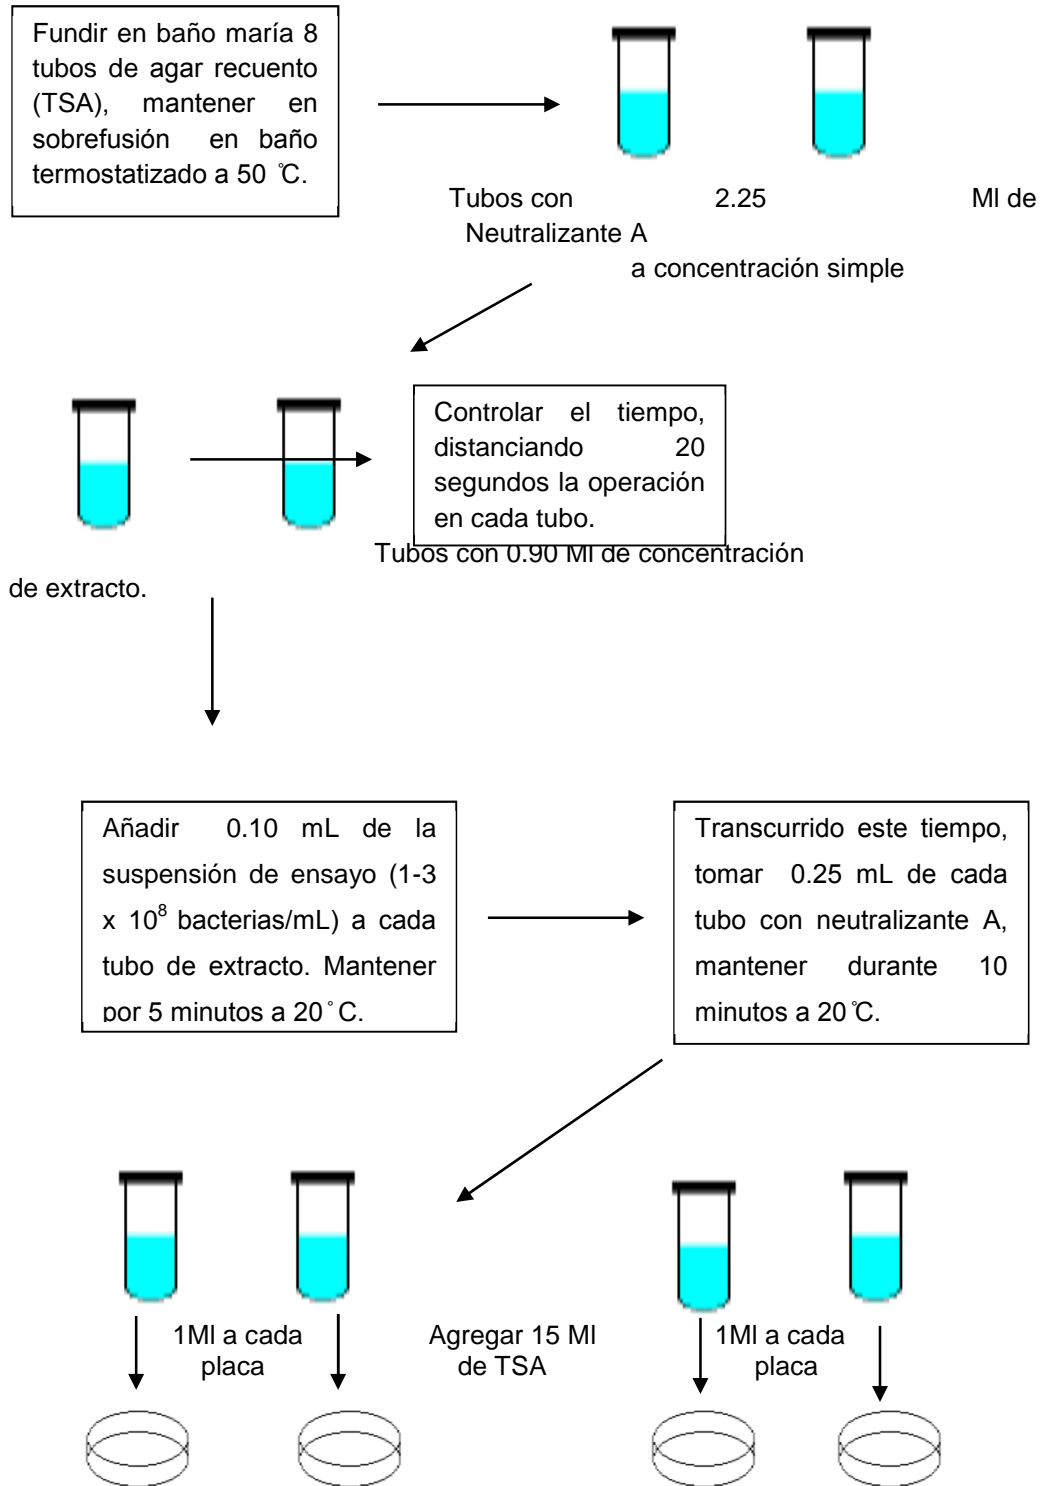 Fundir en baño maría 8
tubos de agar recuento
(TSA), mantener en
sobrefusión en baño
termostatizado a 50 ℃.
Tubos con 2.25 Ml de
Neutralizante A
a concentración simple
Controlar el tiempo,
distanciando 20
segundos la operación
en cada tubo.
Tubos con 0.90 Ml de concentración
de extracto.
Añadir 0.10 mL de la
suspensión de ensayo (1-3
x 10⁸ bacterias/mL) a cada
tubo de extracto. Mantener
por 5 minutos a 20° C.
Transcurrido este tiempo,
tomar 0.25 mL de cada
tubo con neutralizante A,
mantener durante 10
minutos a 20 ℃.
1Ml a cada
placa
Agregar 15 Ml
de TSA
1Ml a cada
placa